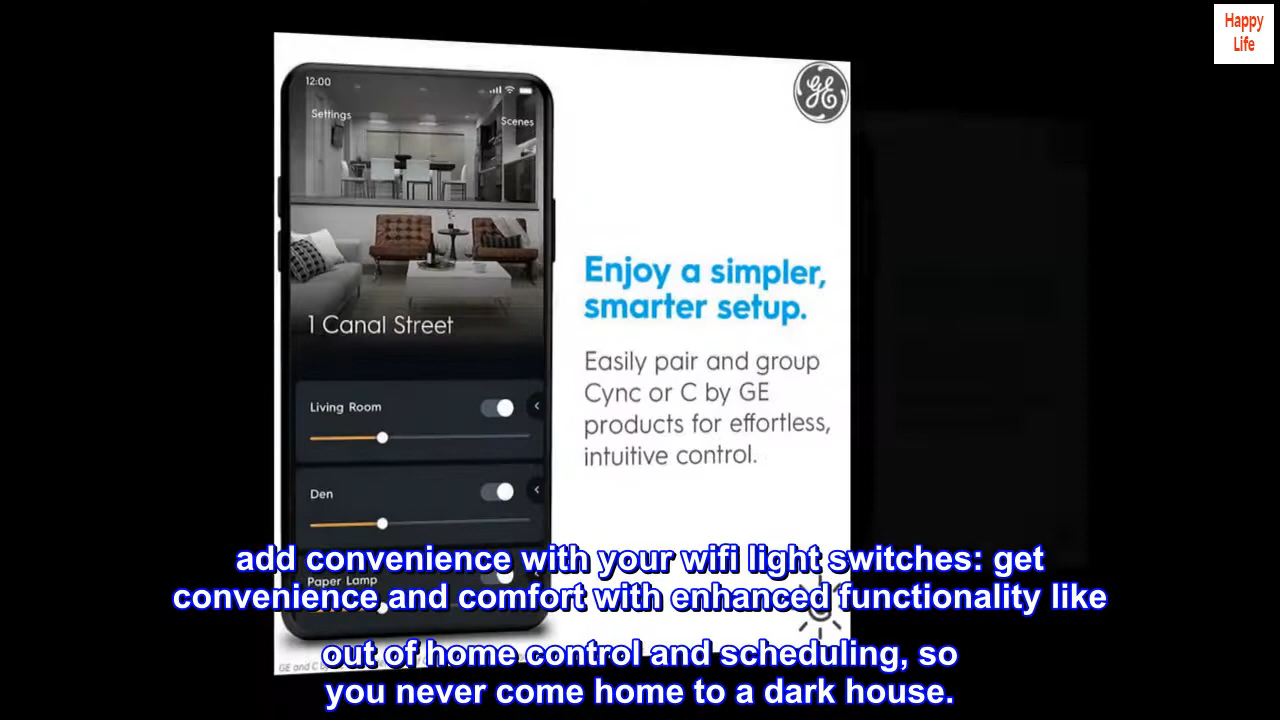 Happy
Life
12:00
Settings
Scenes
GE
1 Canal Street
Living Room
Den
Paper Lamp
Enjoy a simpler,
smarter setup.
Easily pair and group
Cync or C by GE
products for effortless,
intuitive control.
add convenience with your wifi light switches: get
convenience and comfort with enhanced functionality like
out of home control and scheduling, so
you never come home to a dark house.
GE and C b